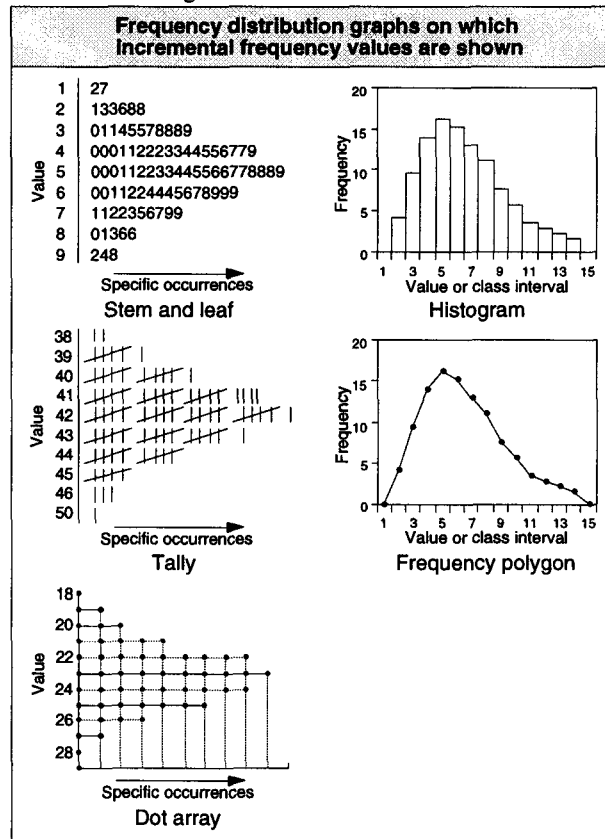 Frequency distribution graphs on which
incremental frequency values are shown
1 27
2 133688
3 01145578889
4 000112223344556779
5 0001122334455667788889
6 0011224445678999
7 1122356799
8 01366
9 248
Value
Specific occurrences
Stem and leaf
20
15
10
5
0
Frequency
1 3 5 7 9 11 13 15
Value or class interval
Histogram
38
39
40
41
42
43
44
45
46
50
Value
Specific occurrences
Tally
20
15
10
5
0
Frequency
1 3 5 7 9 11 13 15
Value or class interval
Frequency polygon
18
20
22
24
26
28
Value
Specific occurrences
Dot array